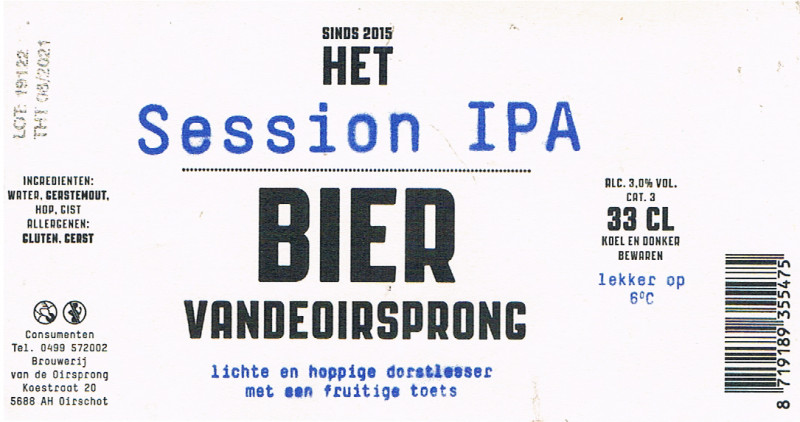 SINDS 2015
HET
Session IPA
BIER
VANDEOIRSPRONG
lichte en hoppige dorstlesser
met een fruitige toets
LOT: 19122
THT 08/2021
INGREDIENTEN:
WATER, GERSTEMOUT,
HOP, GIST
ALLERGENEN:
GLUTEN, GERST
Consumenten
Tel. 0499 572002
Brouwerij
van de Oirsprong
Koestraat 20
5688 AH Oirschot
ALC. 3,0% VOL.
CAT. 3
33 CL
KOEL EN DONKER
BEWAREN
lekker op
6°C
8 719189 355475